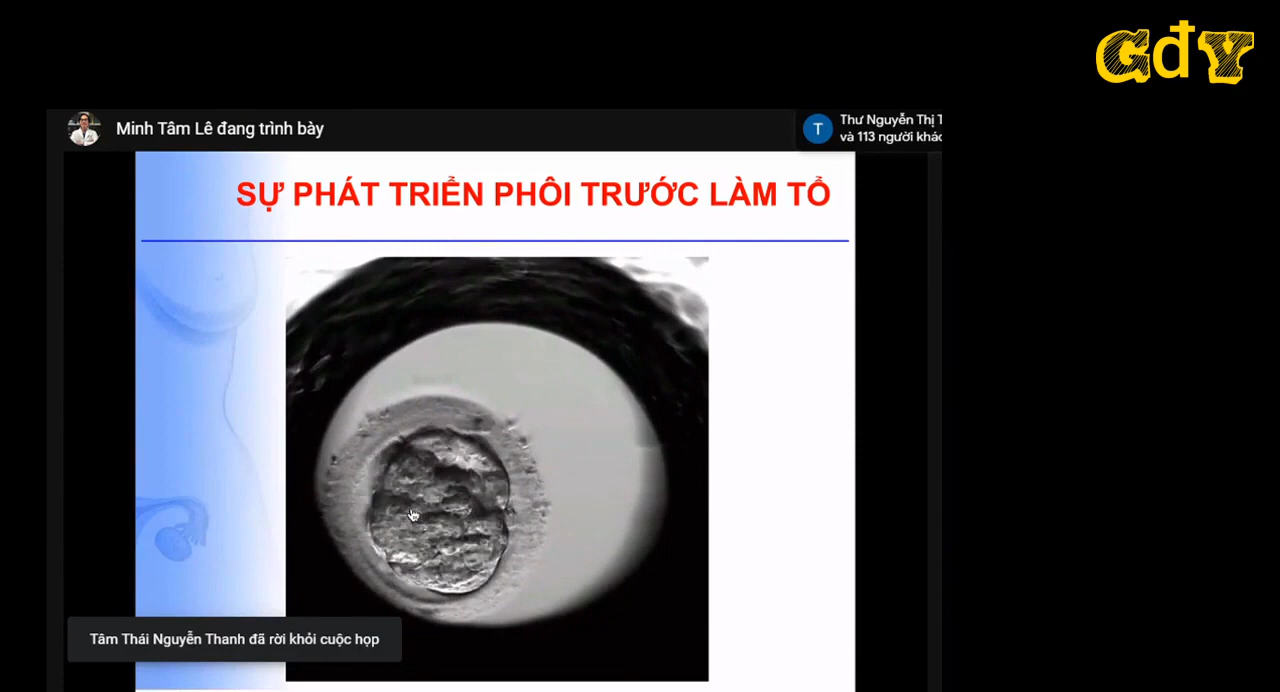 GđY
Minh Tâm Lê đang trình bày
T
Thư Nguyễn Thị T
và 113 người khác
SỰ PHÁT TRIỂN PHÔI TRƯỚC LÀM TỔ
Tâm Thái Nguyễn Thanh đã rời khỏi cuộc họp